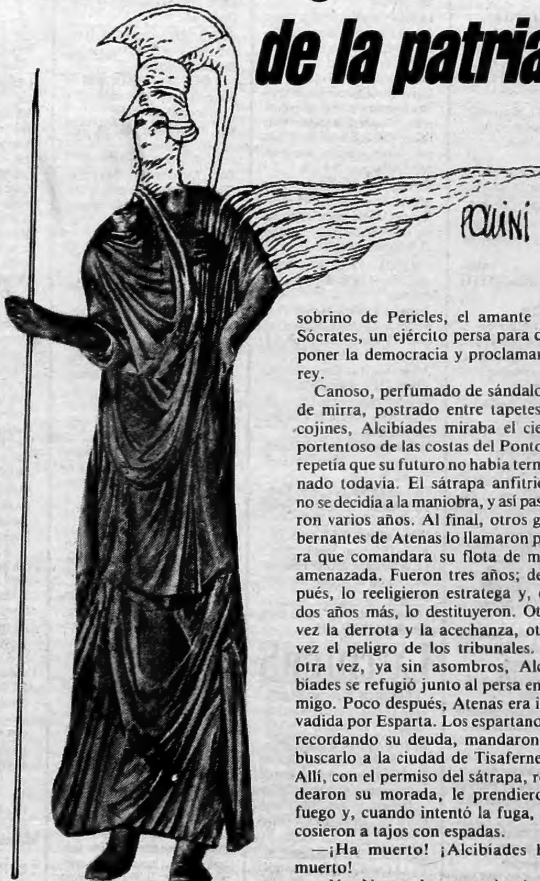 de la patria
POLLINI
sobrino de Pericles, el amante
Sócrates, un ejército persa para d
poner la democracia y proclamar
rey.
Canoso, perfumado de sándalo
de mirra, postrado entre tapetes
cojines, Alcibíades miraba el cie
portentoso de las costas del Ponto
repetía que su futuro no había term
nado todavía. El sátrapa anfitrió
no se decidía a la maniobra, y así pas
ron varios años. Al final, otros g
bernantes de Atenas lo llamaron p
ra que comandara su flota de m
amenazada. Fueron tres años; de
pués, lo reeligieron estratega y,
dos años más, lo destituyeron. Ot
vez la derrota y la acechanza, ot
vez el peligro de los tribunales.
otra vez, ya sin asombros, Alc
bíades se refugió junto al persa en
migo. Poco después, Atenas era i
vadida por Esparta. Los espartano
recordando su deuda, mandaron
buscarlo a la ciudad de Tisaferne
Allí, con el permiso del sátrapa, r
dearon su morada, le prendiero
fuego y, cuando intentó la fuga,
cosieron a tajos con espadas.
—¡Ha muerto! ¡Alcibíades h
muerto!